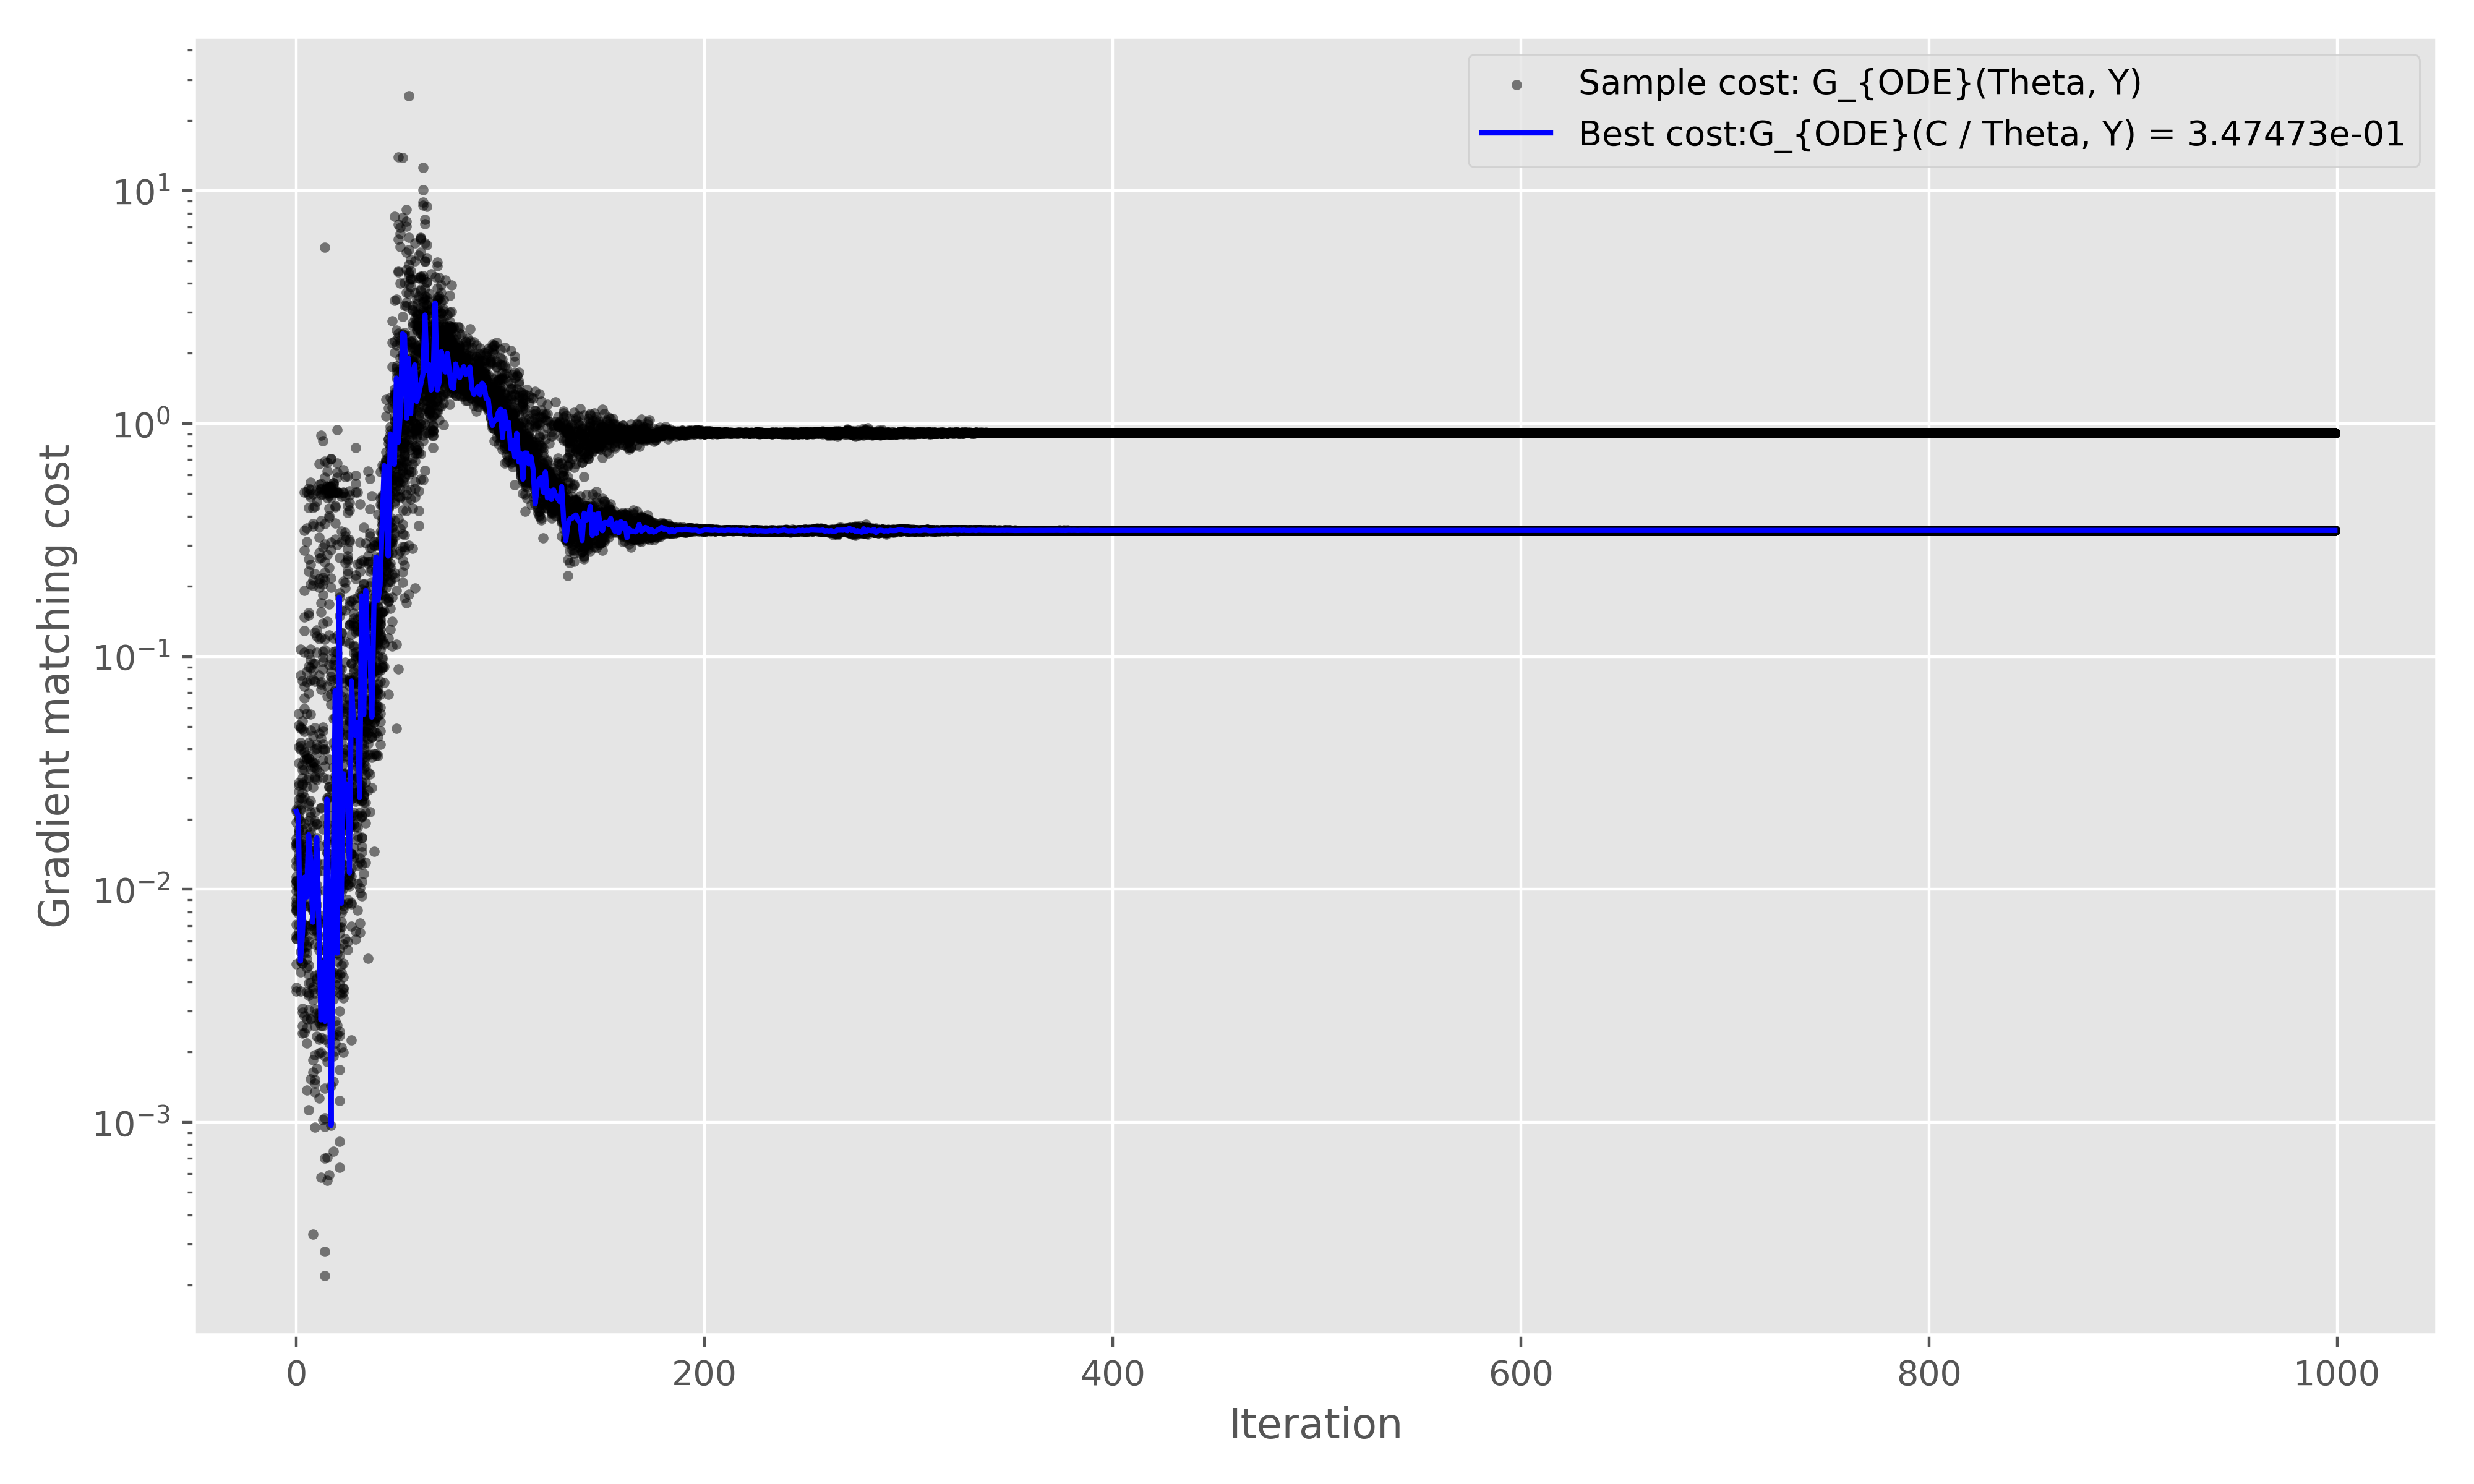 Sample cost: G_{ODE}(Theta, Y)
Best cost:G_{ODE}(C / Theta, Y) = 3.47473e-01
Gradient matching cost
10^1
10^0
10^−1
10^−2
10^−3
0 200 400 600 800 1000
Iteration